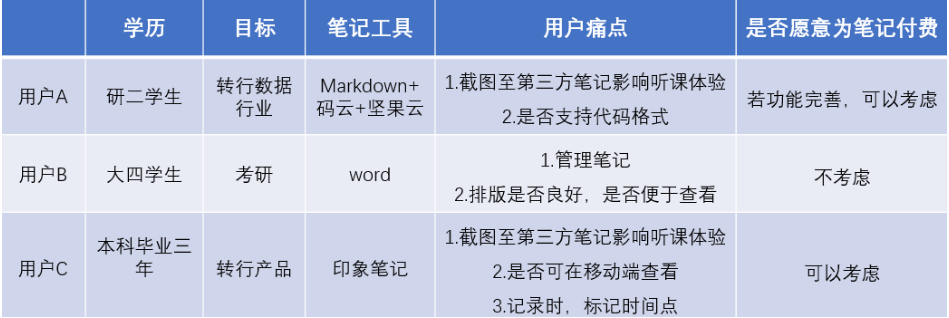 学历 目标 笔记工具 用户痛点 是否愿意为笔记付费
用户A 研二学生 转行数据
行业 Markdown+
码云+坚果云 1.截图至第三方笔记影响听课体验
2.是否支持代码格式 若功能完善，可以考虑
用户B 大四学生 考研 word 1.管理笔记
2.排版是否良好，是否便于查看 不考虑
用户C 本科毕业三
年 转行产品 印象笔记 1.截图至第三方笔记影响听课体验
2.是否可在移动端查看
3.记录时，标记时间点 可以考虑